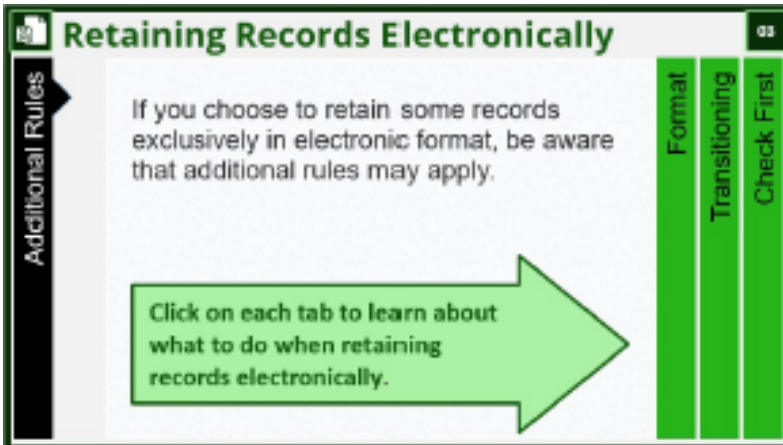 Retaining Records Electronically
Additional Rules
If you choose to retain some records
exclusively in electronic format, be aware
that additional rules may apply.
Click on each tab to learn about
what to do when retaining
records electronically.
Format
Transitioning
Check First